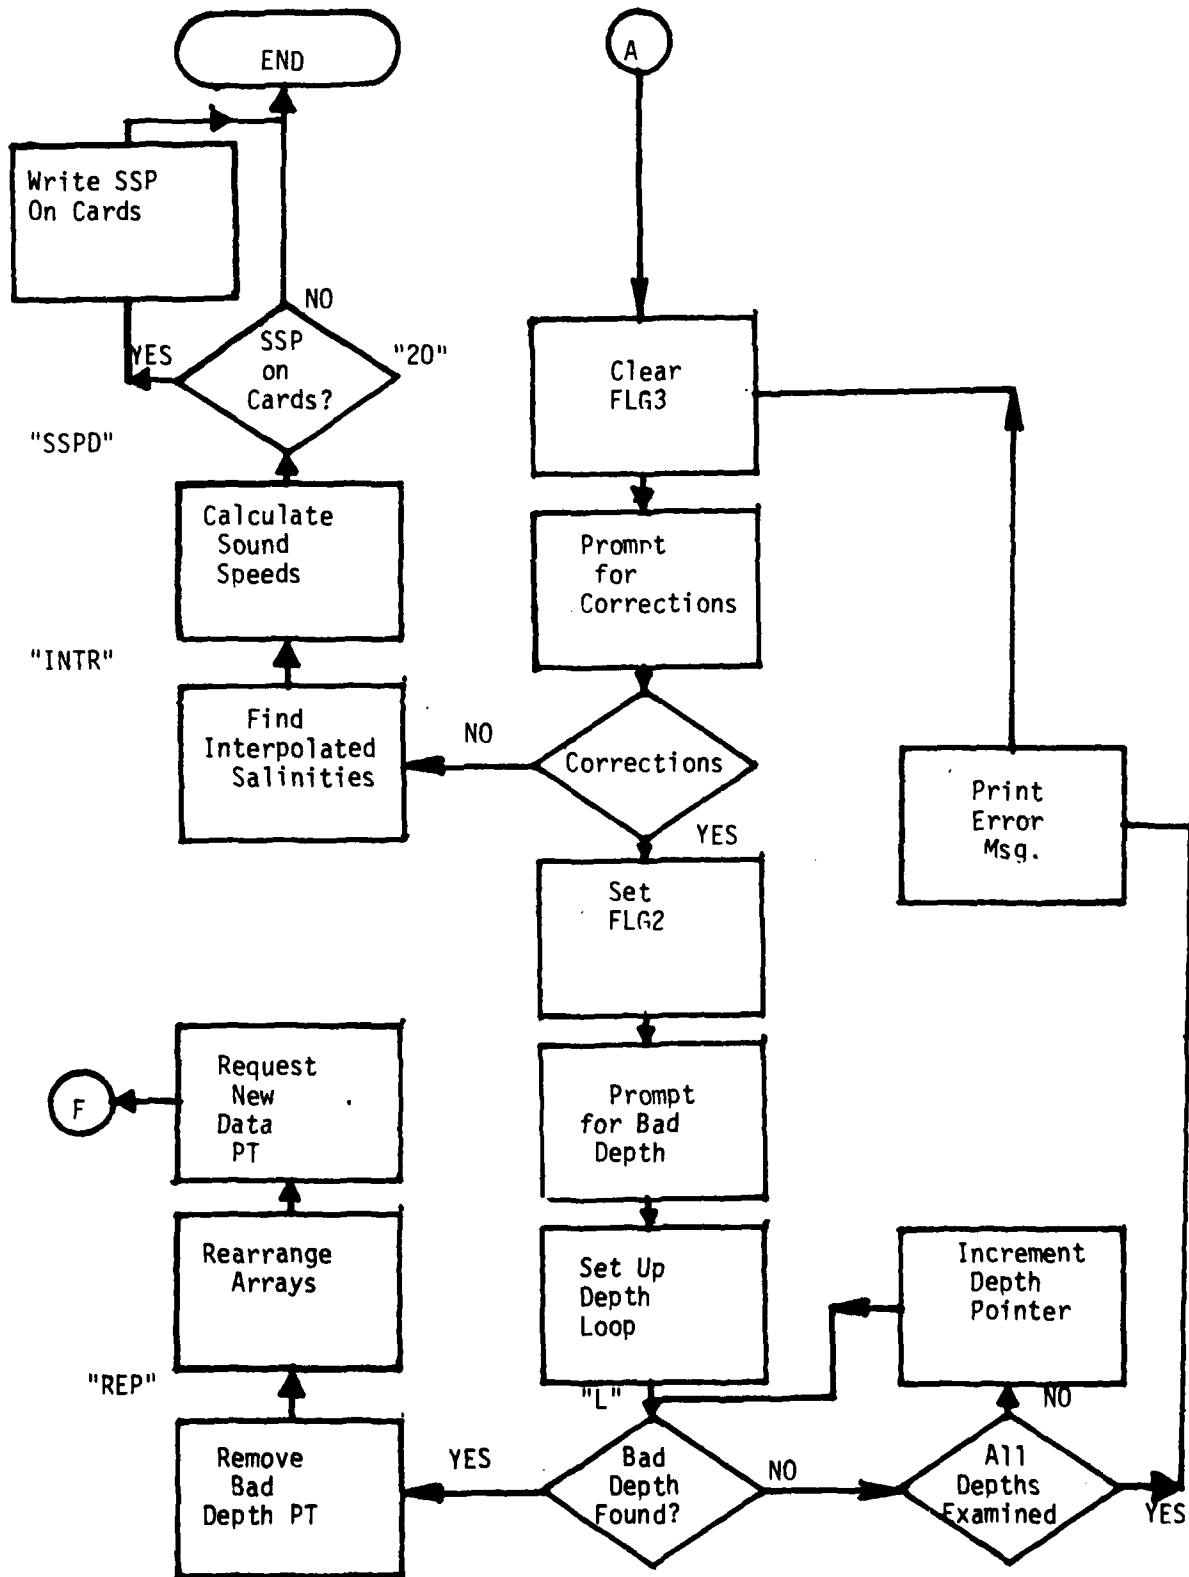 END
A
Write SSP
On Cards
NO
SSP
on
Cards?
YES
"20"
"SSPD"
Clear
FLG3
Calculate
Sound
Speeds
Prompt
for
Corrections
"INTR"
Find
Interpolated
Salinities
NO
Corrections
YES
Print
Error
Msg.
Set
FLG2
Request
New
Data
PT
F
Prompt
for Bad
Depth
Rearrange
Arrays
Set Up
Depth
Loop
Increment
Depth
Pointer
"REP"
"L"
NO
Remove
Bad
Depth PT
YES
Bad
Depth
Found?
NO
All
Depths
Examined
YES